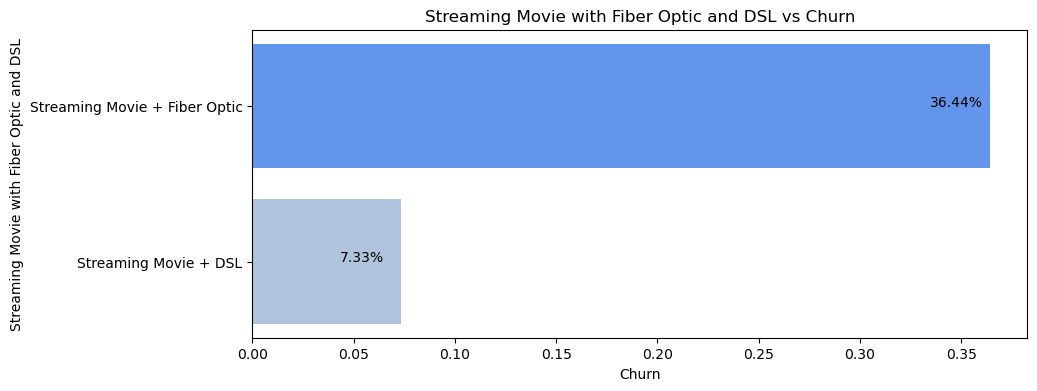 Streaming Movie with Fiber Optic and DSL vs Churn
Streaming Movie with Fiber Optic and DSL
Streaming Movie + Fiber Optic
36.44%
Streaming Movie + DSL
7.33%
0.00 0.05 0.10 0.15 0.20 0.25 0.30 0.35
Churn